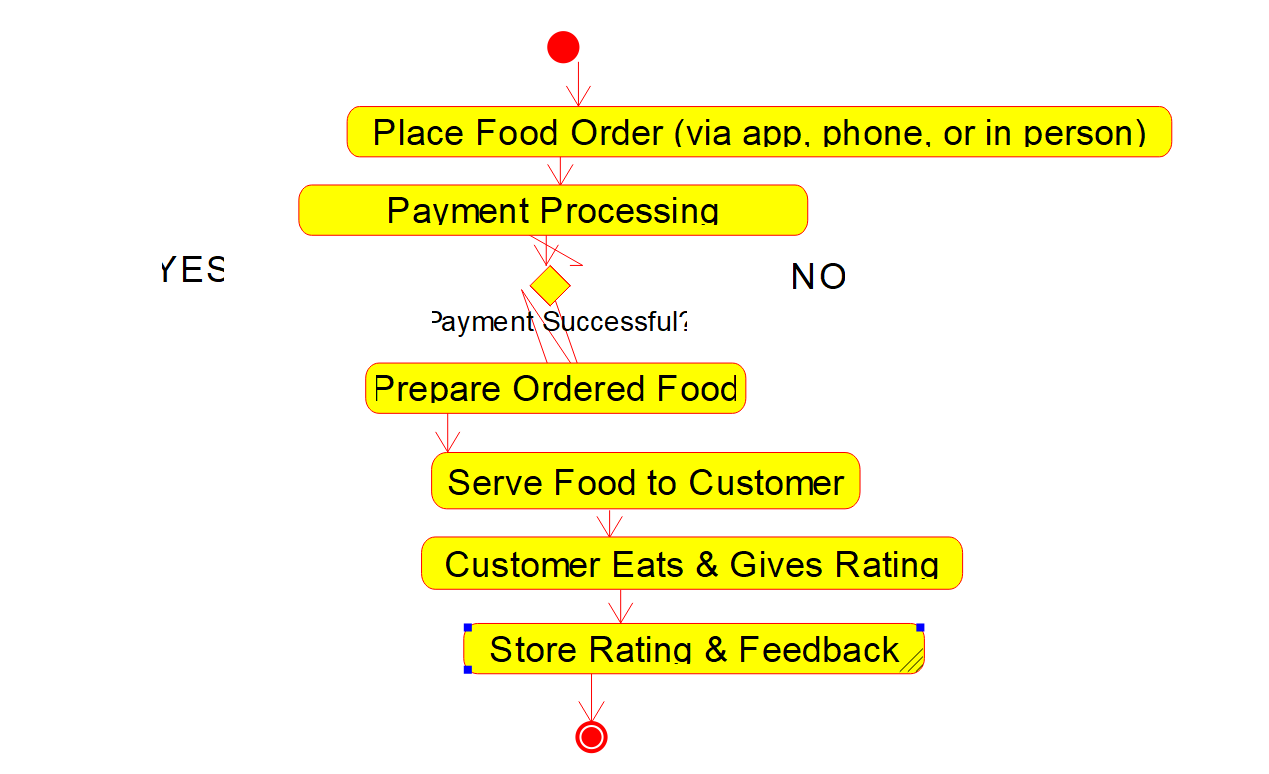 Place Food Order (via app, phone, or in person)
Payment Processing
YES
NO
Payment Successful?
Prepare Ordered Food
Serve Food to Customer
Customer Eats & Gives Rating
Store Rating & Feedback